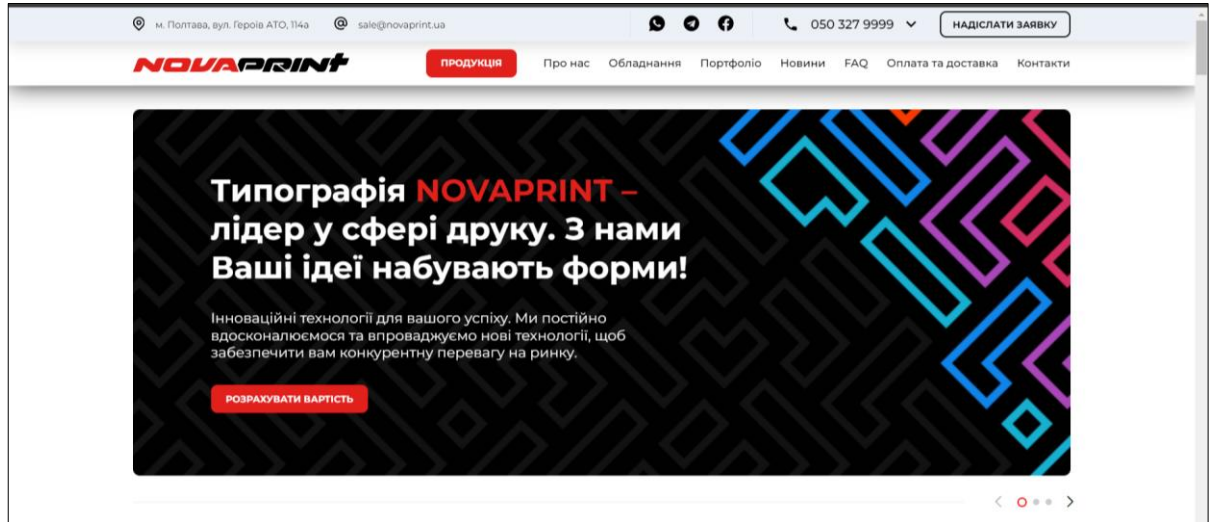 м. Полтава, вул. Героїв АТО, 114а sale@novaprint.ua 050 327 9999 НАДІСЛАТИ ЗАЯВКУ
NOVAPRINT ПРОДУКЦІЯ Про нас Обладнання Портфоліо Новини FAQ Оплата та доставка Контакти
Типографія NOVAPRINT –
лідер у сфері друку. З нами
Ваші ідеї набувають форми!
Інноваційні технології для вашого успіху. Ми постійно
вдосконалюємося та впроваджуємо нові технології, щоб
забезпечити вам конкурентну перевагу на ринку.
РОЗРАХУВАТИ ВАРТІСТЬ